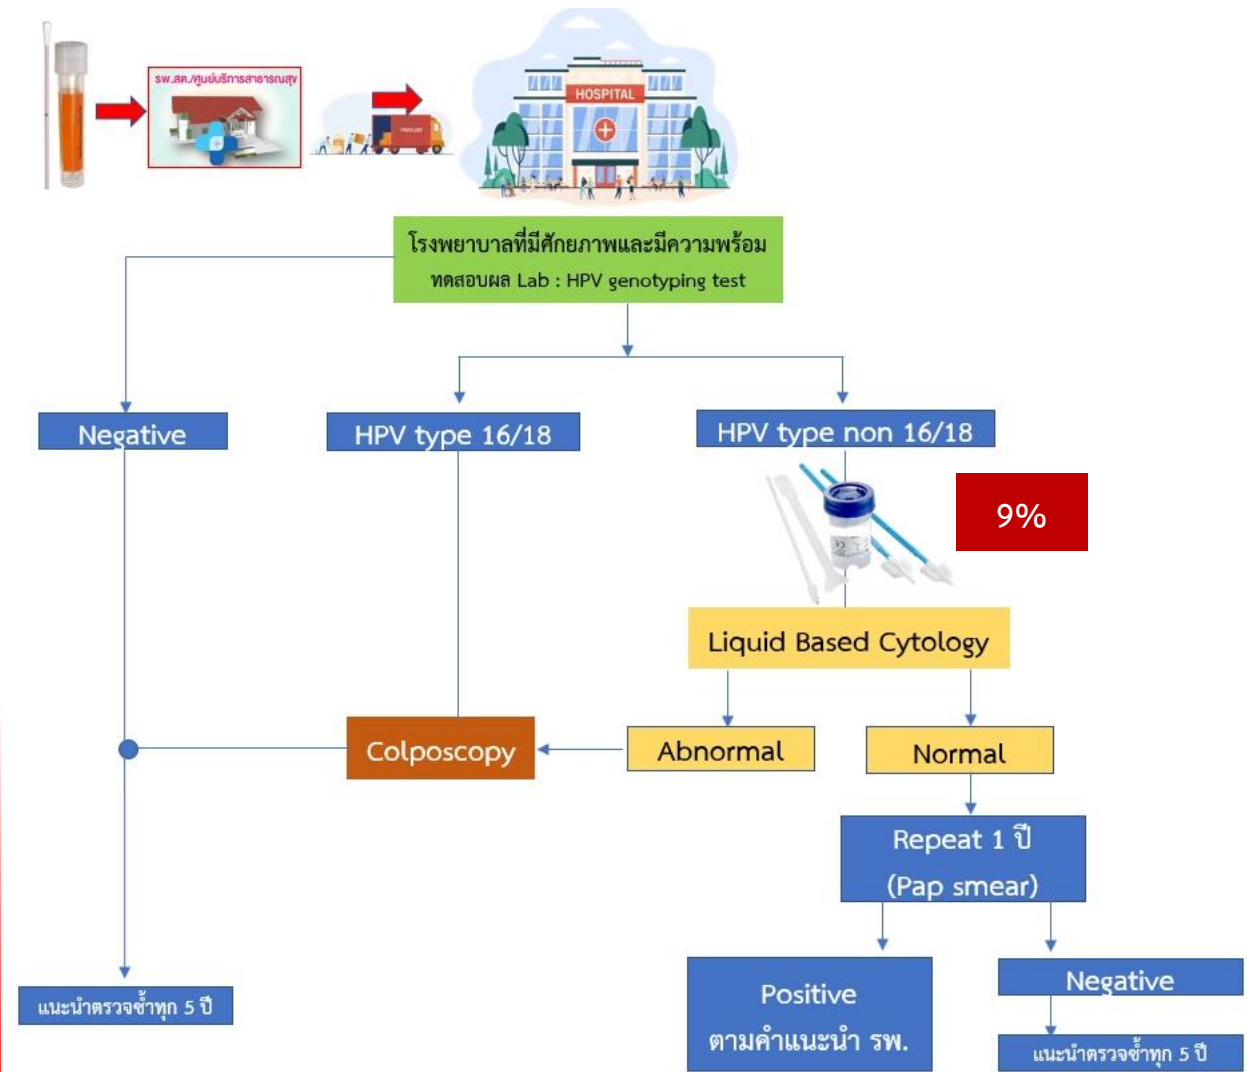 รพ.สต./ศูนย์บริการสาธารณสุข
HOSPITAL
โรงพยาบาลที่มีศักยภาพและมีความพร้อม
ทดสอบผล Lab : HPV genotyping test
Negative
HPV type 16/18
HPV type non 16/18
9%
Liquid Based Cytology
Colposcopy
Abnormal
Normal
Repeat 1 ปี
(Pap smear)
แนะนำตรวจซ้ำทุก 5 ปี
Positive
ตามคำแนะนำ รพ.
Negative
แนะนำตรวจซ้ำทุก 5 ปี